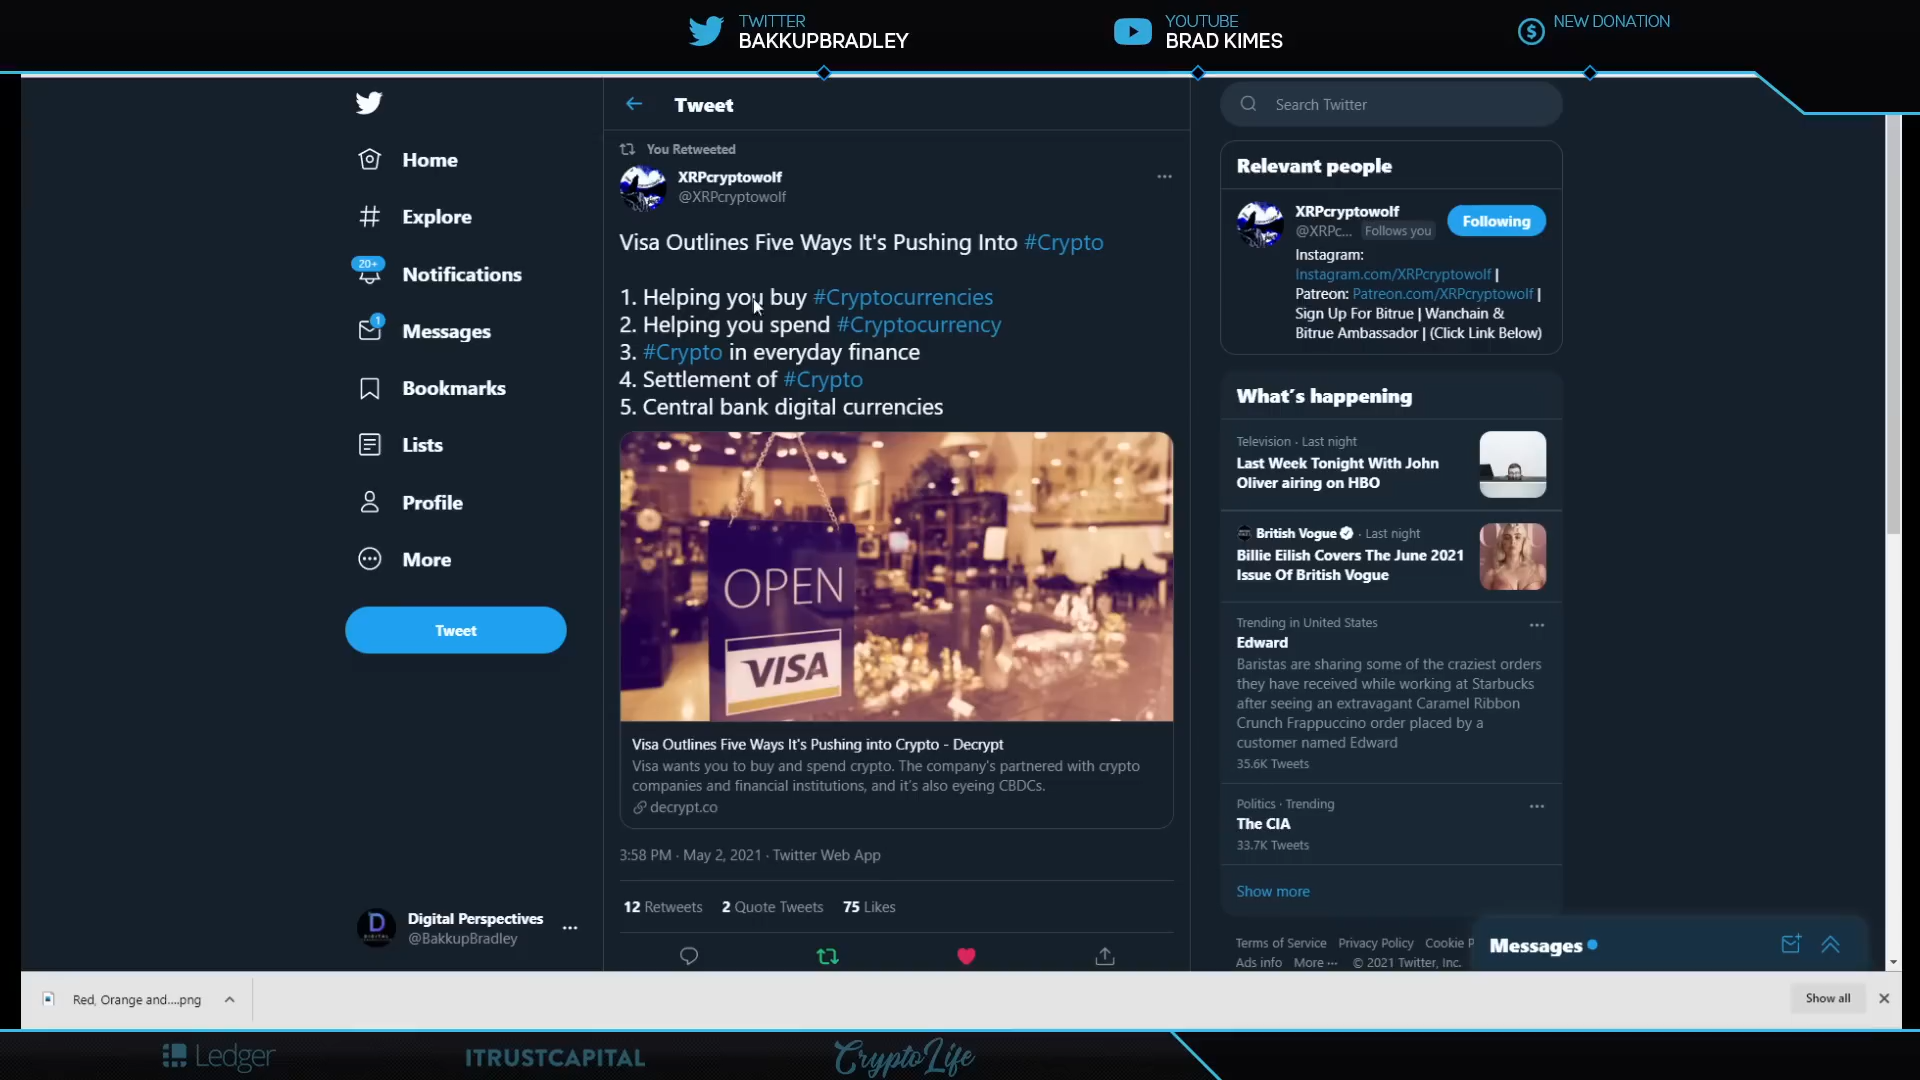 TWITTER
BAKKUPBRADLEY
YOUTUBE
BRAD KIMES
NEW DONATION
Home
Explore
20+
Notifications
1
Messages
Bookmarks
Lists
Profile
More
Tweet
Digital Perspectives
@BakkupBradley
Tweet
You Retweeted
XRPcryptowolf
@XRPcryptowolf
Visa Outlines Five Ways It's Pushing Into #Crypto
1. Helping you buy #Cryptocurrencies
2. Helping you spend #Cryptocurrency
3. #Crypto in everyday finance
4. Settlement of #Crypto
5. Central bank digital currencies
OPEN
VISA
Visa Outlines Five Ways It's Pushing into Crypto - Decrypt
Visa wants you to buy and spend crypto. The company's partnered with crypto
companies and financial institutions, and it's also eyeing CBDCs.
decrypt.co
3:58 PM · May 2, 2021 · Twitter Web App
12 Retweets 2 Quote Tweets 75 Likes
Search Twitter
Relevant people
XRPcryptowolf
@XRPc... Follows you
Following
Instagram:
Instagram.com/XRPcryptowolf |
Patreon: Patreon.com/XRPcryptowolf |
Sign Up For Bitrue | Wanchain &
Bitrue Ambassador | (Click Link Below)
What's happening
Television · Last night
Last Week Tonight With John
Oliver airing on HBO
British Vogue · Last night
Billie Eilish Covers The June 2021
Issue Of British Vogue
Trending in United States
Edward
Baristas are sharing some of the craziest orders
they have received while working at Starbucks
after seeing an extravagant Caramel Ribbon
Crunch Frappuccino order placed by a
customer named Edward
35.6K Tweets
Politics · Trending
The CIA
33.7K Tweets
Show more
Terms of Service Privacy Policy Cookie P
Ads info More ··· © 2021 Twitter, Inc.
Messages
Red, Orange and....png
Show all
Ledger
ITRUSTCAPITAL
CryptoLife